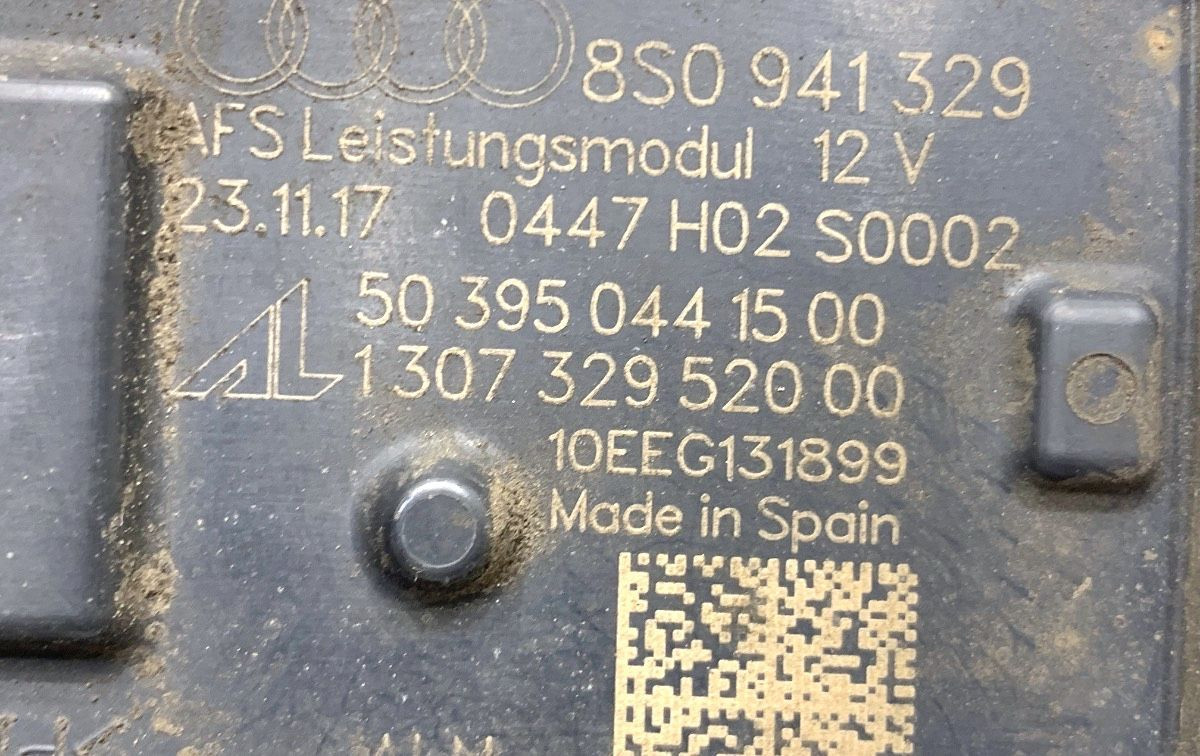 8S0 941 329
AFS Leistungsmodul 12 V
23.11.17 0447 H02 S0002
AL 50 395 044 15 00
1 307 329 520 00
10EEG131899
Made in Spain